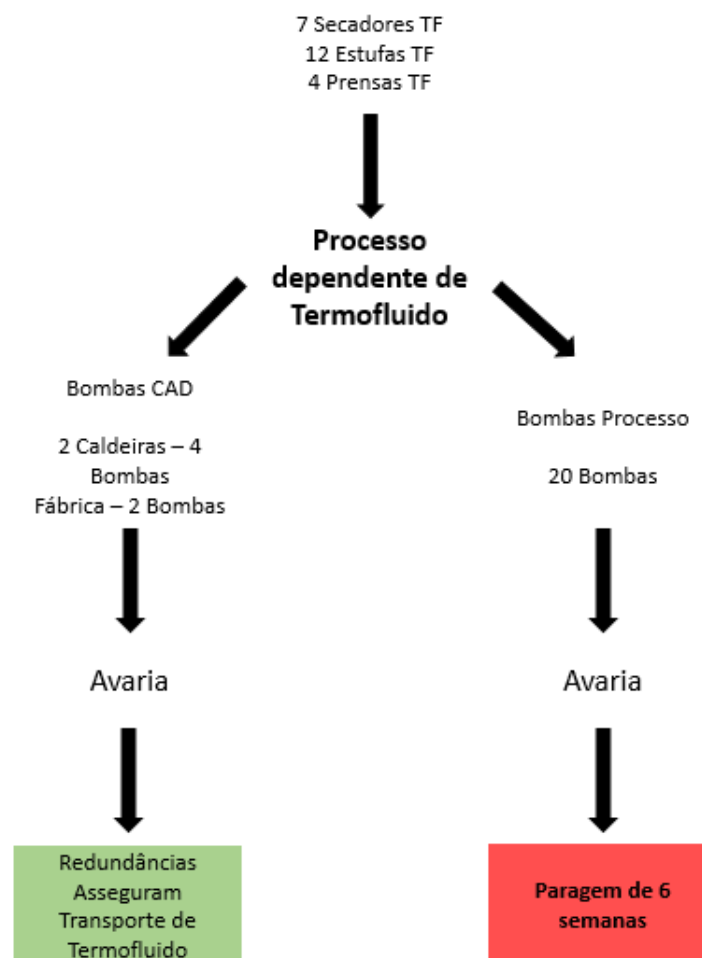 7 Secadores TF
12 Estufas TF
4 Prensas TF
Processo
dependente de
Termofluido
Bombas CAD
2 Caldeiras – 4
Bombas
Fábrica – 2 Bombas
Bombas Processo
20 Bombas
Avaria
Avaria
Redundâncias
Asseguram
Transporte de
Termofluido
Paragem de 6
semanas